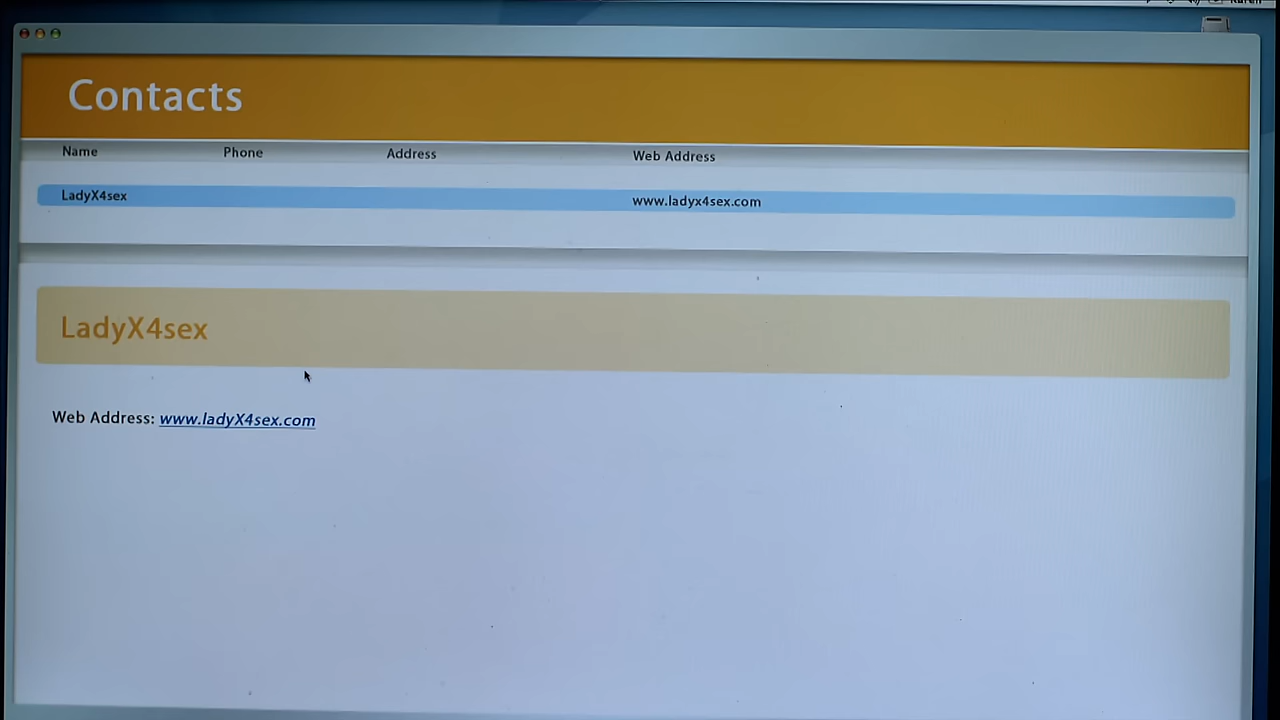 Contacts
Name Phone Address Web Address
LadyX4sex www.ladyx4sex.com
LadyX4sex
Web Address: www.ladyX4sex.com